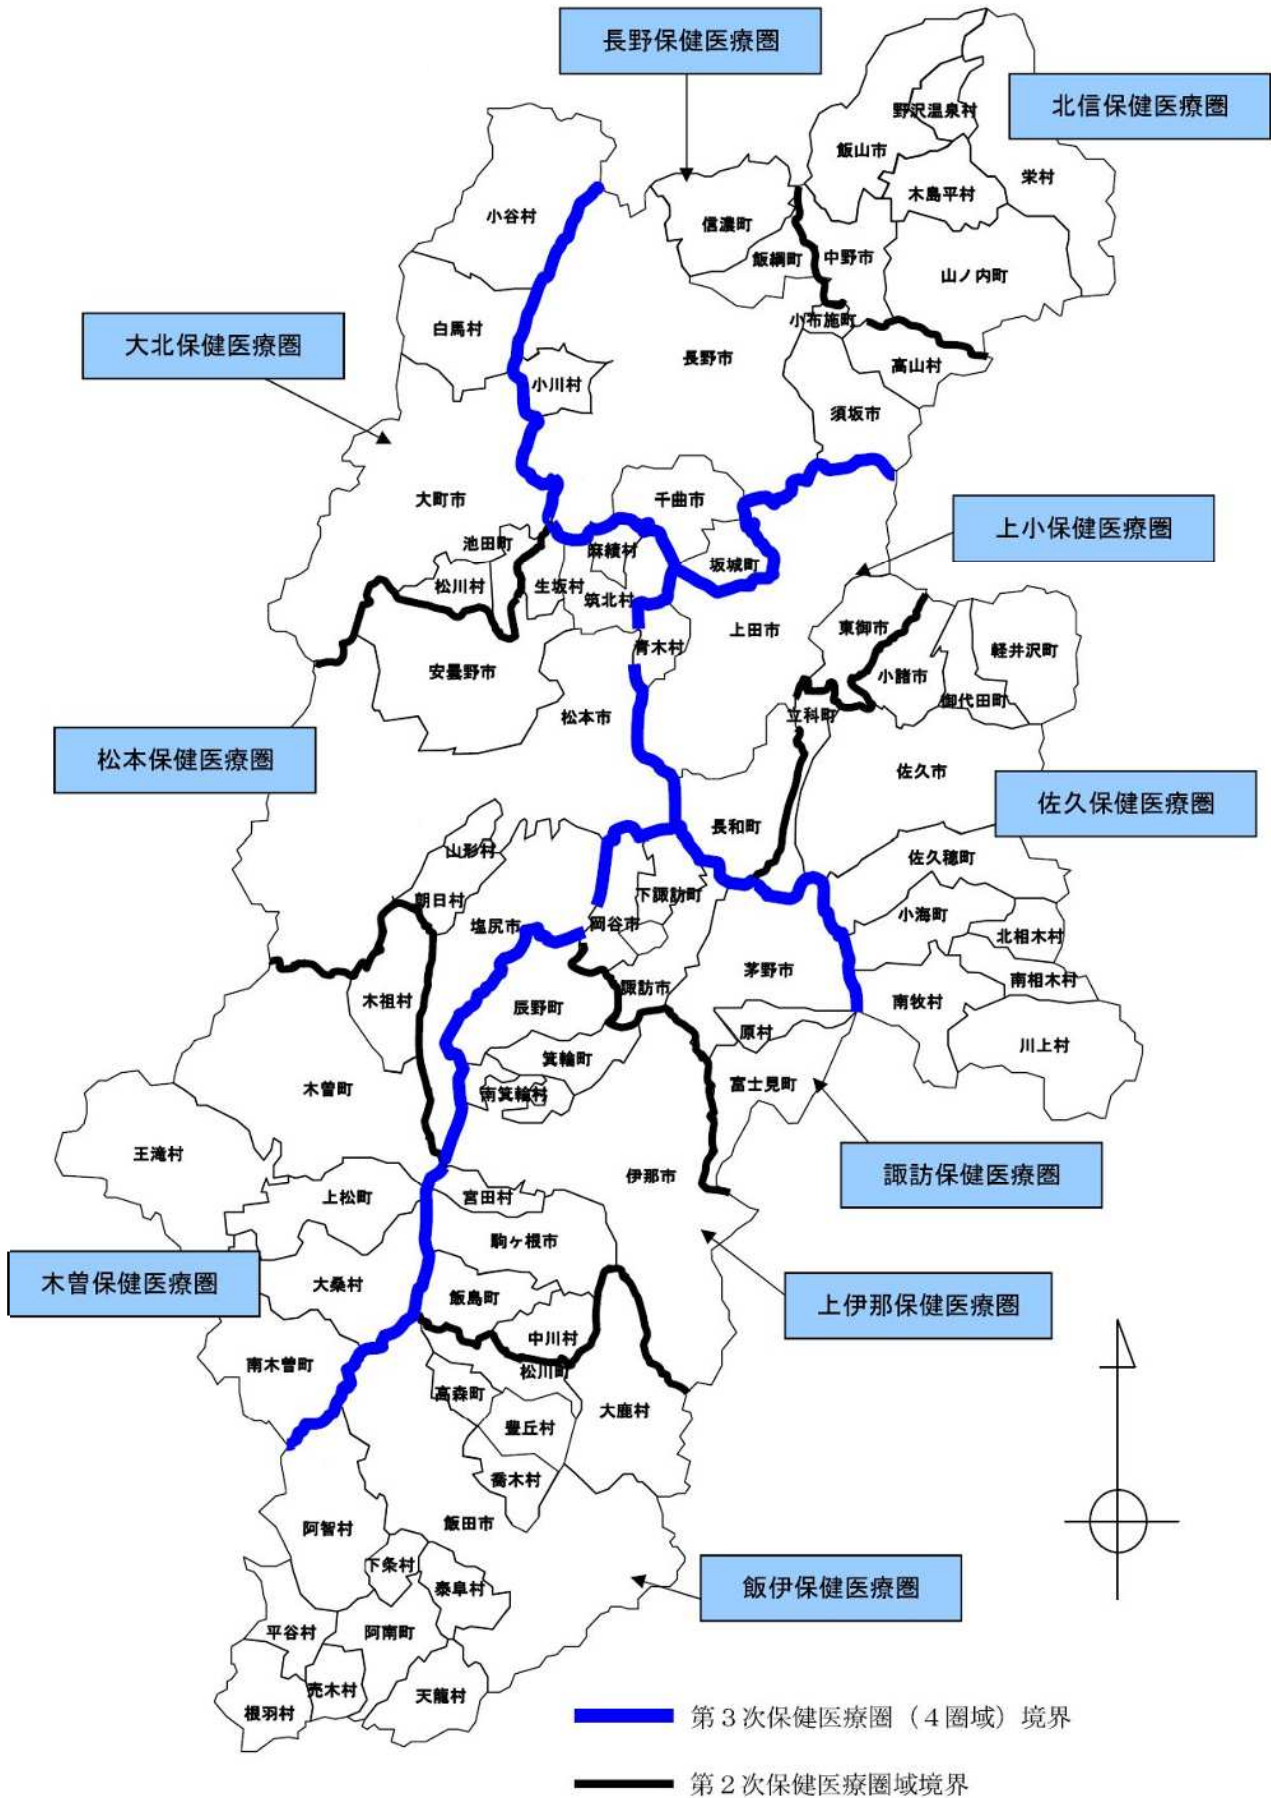 長野保健医療圏
北信保健医療圏
野沢温泉村
飯山市
栄村
木島平村
小谷村
信濃町
飯綱町
中野市
山ノ内町
小布施町
白馬村
大北保健医療圏
長野市
高山村
小川村
須坂市
大町市
千曲市
上小保健医療圏
池田町
麻績村
坂城町
松川村
生坂村
筑北村
東御市
上田市
青木村
軽井沢町
安曇野市
小諸市
御代田町
松本市
立科町
松本保健医療圏
佐久市
佐久保健医療圏
長和町
山形村
佐久穂町
朝日村
下諏訪町
小海町
塩尻市
岡谷市
北相木村
茅野市
南相木村
諏訪市
木祖村
辰野町
南牧村
原村
川上村
箕輪町
木曽町
南箕輪村
富士見町
王滝村
諏訪保健医療圏
伊那市
上松町
宮田村
駒ヶ根市
木曽保健医療圏
大桑村
飯島町
上伊那保健医療圏
中川村
南木曽町
松川町
高森町
大鹿村
豊丘村
喬木村
飯田市
阿智村
下条村
泰阜村
飯伊保健医療圏
平谷村
阿南町
売木村
天龍村
根羽村
第３次保健医療圏（４圏域）境界
第２次保健医療圏域境界